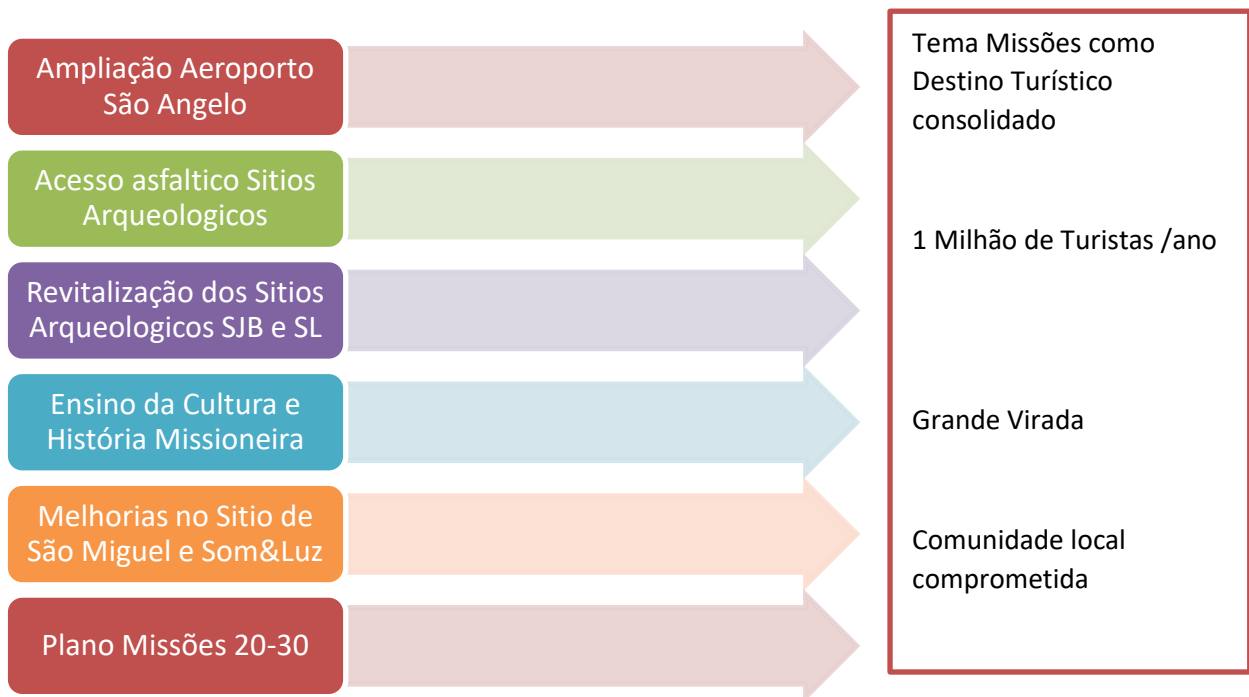 Ampliação Aeroporto
São Angelo
Acesso asfaltico Sitios
Arqueologicos
Revitalização dos Sitios
Arqueologicos SJB e SL
Ensino da Cultura e
História Missioneira
Melhorias no Sitio de
São Miguel e Som&Luz
Plano Missões 20-30
Tema Missões como
Destino Turístico
consolidado
1 Milhão de Turistas /ano
Grande Virada
Comunidade local
comprometida